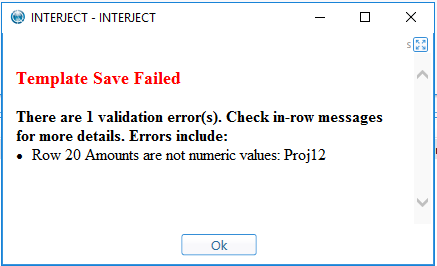 INTERJECT - INTERJECT
s
Template Save Failed
There are 1 validation error(s). Check in-row messages
for more details. Errors include:
• Row 20 Amounts are not numeric values: Proj12
Ok